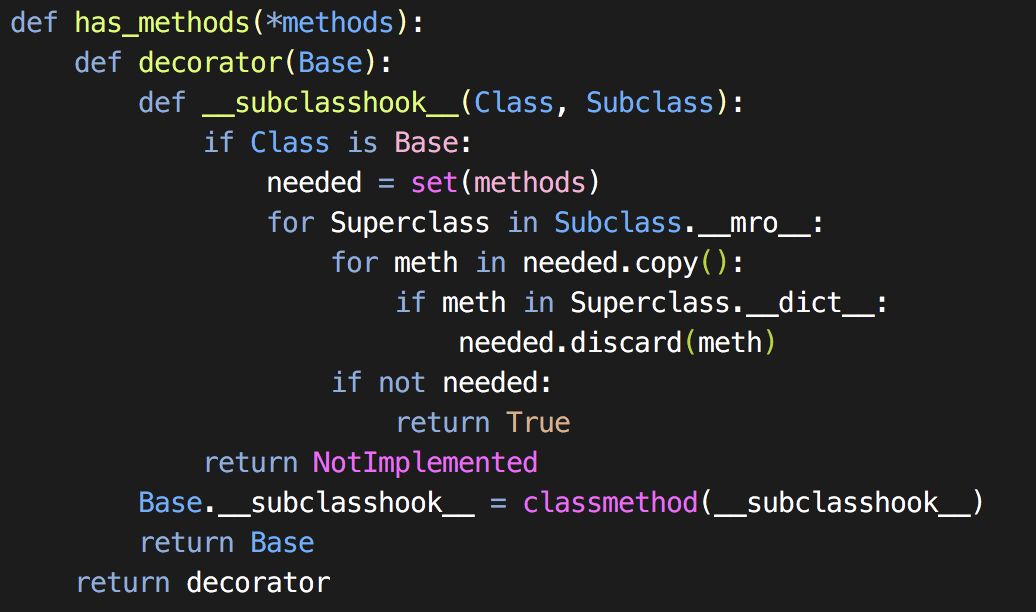 def has_methods(*methods):
    def decorator(Base):
        def __subclasshook__(Class, Subclass):
            if Class is Base:
                needed = set(methods)
                for Superclass in Subclass.__mro__:
                    for meth in needed.copy():
                        if meth in Superclass.__dict__:
                            needed.discard(meth)
                    if not needed:
                        return True
            return NotImplemented
        Base.__subclasshook__ = classmethod(__subclasshook__)
        return Base
    return decorator